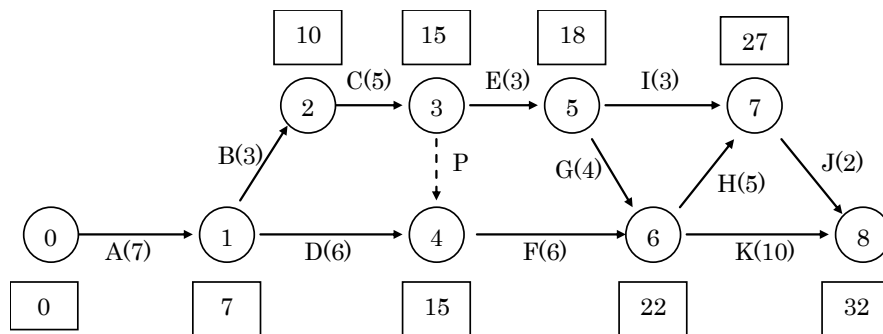 10 15 18 27
C(5) E(3) I(3)
2 3 5 7
B(3) P G(4) H(5) J(2)
0 1 4 6 8
A(7) D(6) F(6) K(10)
0 7 15 22 32